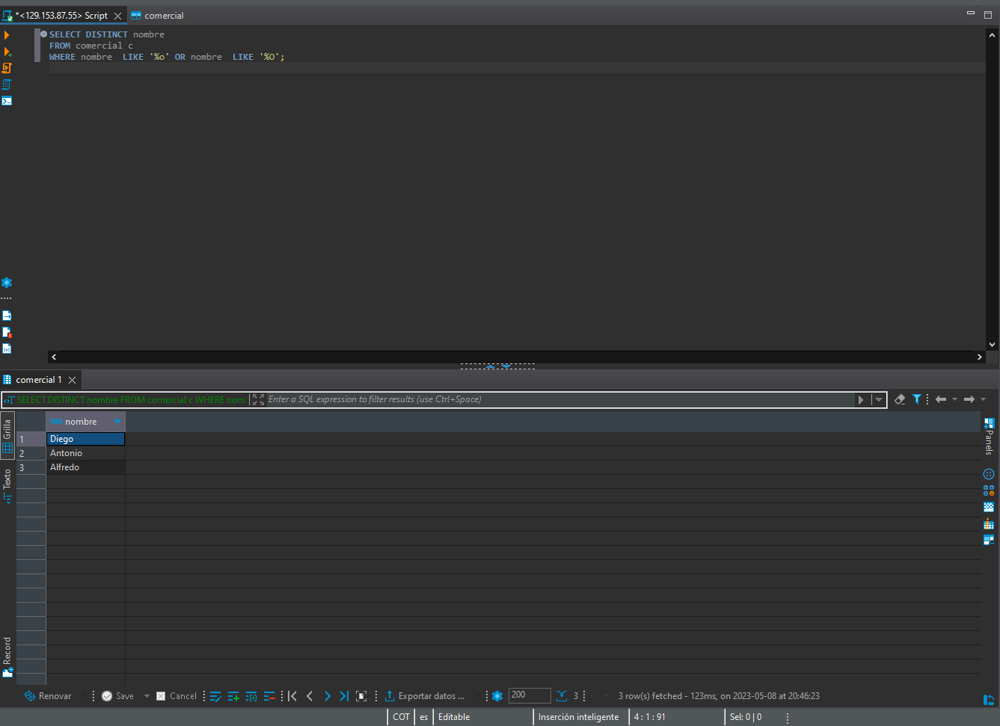 *<129.153.87.55> Script
comercial
SELECT DISTINCT nombre
FROM comercial c
WHERE nombre  LIKE '%o' OR nombre  LIKE '%O';
comercial 1
SELECT DISTINCT nombre FROM comercial c WHERE nom
Enter a SQL expression to filter results (use Ctrl+Space)
Grilla
Texto
Record
Panels
nombre
1 Diego
2 Antonio
3 Alfredo
Renovar
Save
Cancel
Exportar datos ...
200
3
3 row(s) fetched - 123ms, on 2023-05-08 at 20:46:23
COT
es
Editable
Inserción inteligente
4 : 1 : 91
Sel: 0 | 0